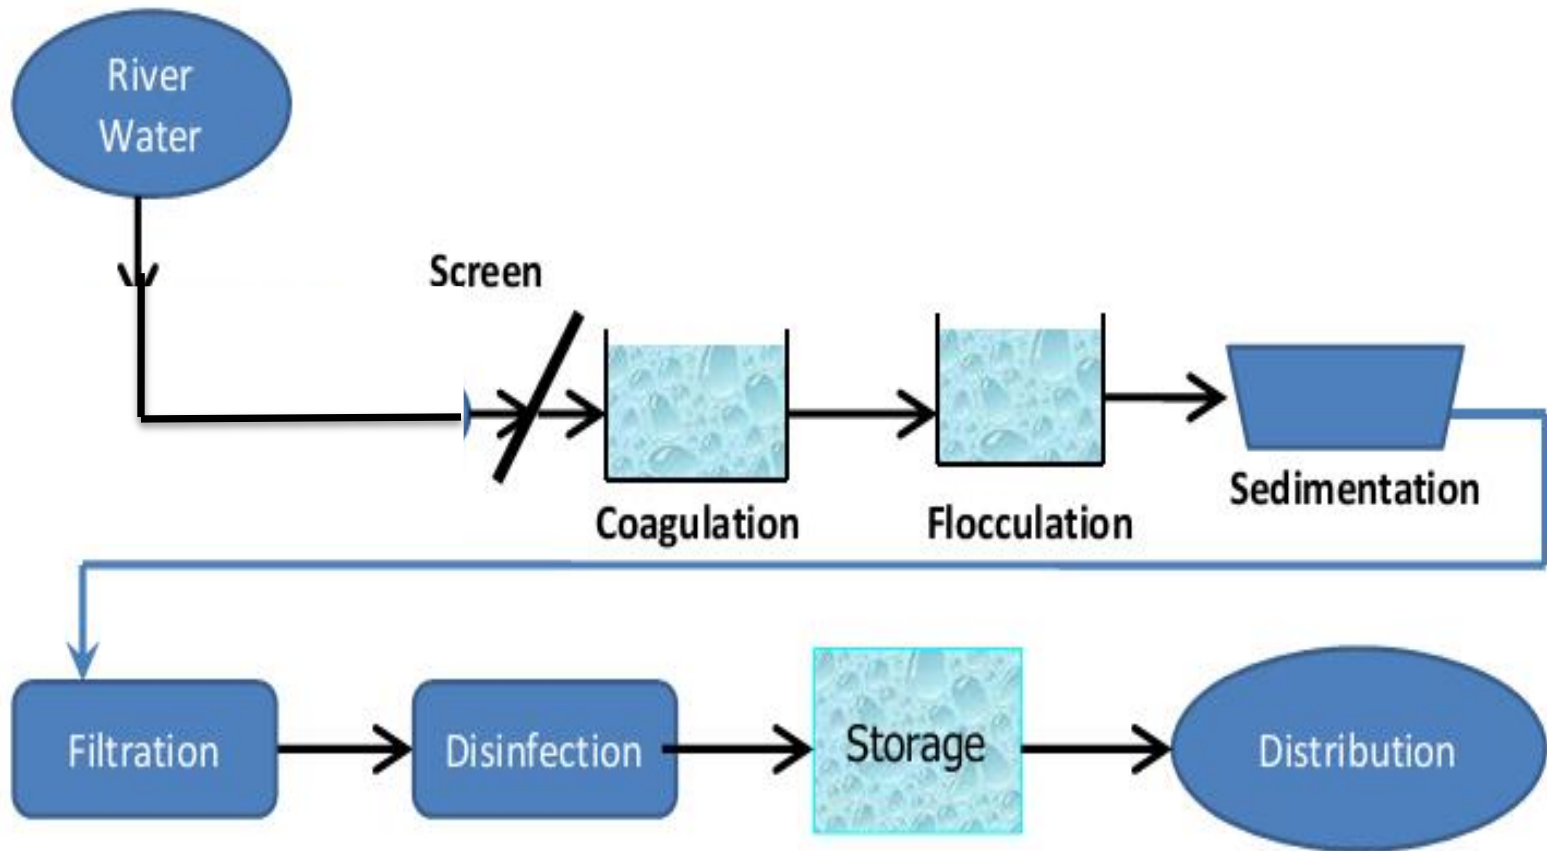 River
Water
Screen
Coagulation
Flocculation
Sedimentation
Filtration
Disinfection
Storage
Distribution